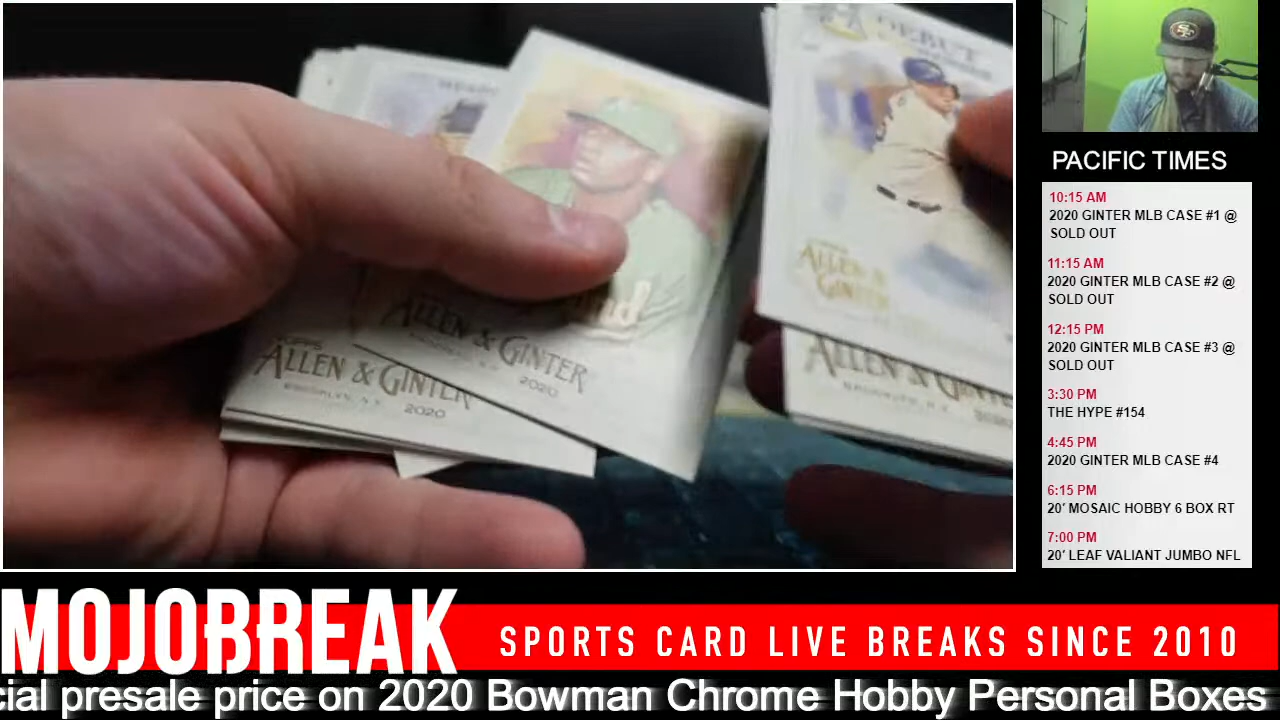 DEBUT
ALLEN &
GINTER
ALLEN & GINTER
2020
TOPPS
ALLEN & GINTER
BROOKLYN, N.Y.
2020
ALLEN & GINTER
PACIFIC TIMES
10:15 AM
2020 GINTER MLB CASE #1 @
SOLD OUT
11:15 AM
2020 GINTER MLB CASE #2 @
SOLD OUT
12:15 PM
2020 GINTER MLB CASE #3 @
SOLD OUT
3:30 PM
THE HYPE #154
4:45 PM
2020 GINTER MLB CASE #4
6:15 PM
20' MOSAIC HOBBY 6 BOX RT
7:00 PM
20' LEAF VALIANT JUMBO NFL
MOJOBREAK
SPORTS CARD LIVE BREAKS SINCE 2010
cial presale price on 2020 Bowman Chrome Hobby Personal Boxes